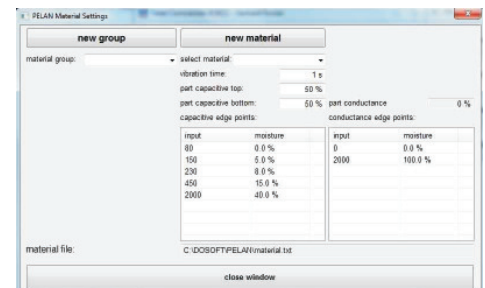 PELAN Material Settings
new group
new material
material group:
select material:
vibration time: 1 s
part capacitive top: 50 %
part capacitive bottom: 50 %
part conductance 0 %
capacitive edge points:
conductance edge points:
input moisture
80 0.0 %
150 5.0 %
230 8.0 %
450 15.0 %
2000 40.0 %
input moisture
0 0.0 %
2000 100.0 %
material file:
C:\DOSOFT\PELAN\material.txt
close window